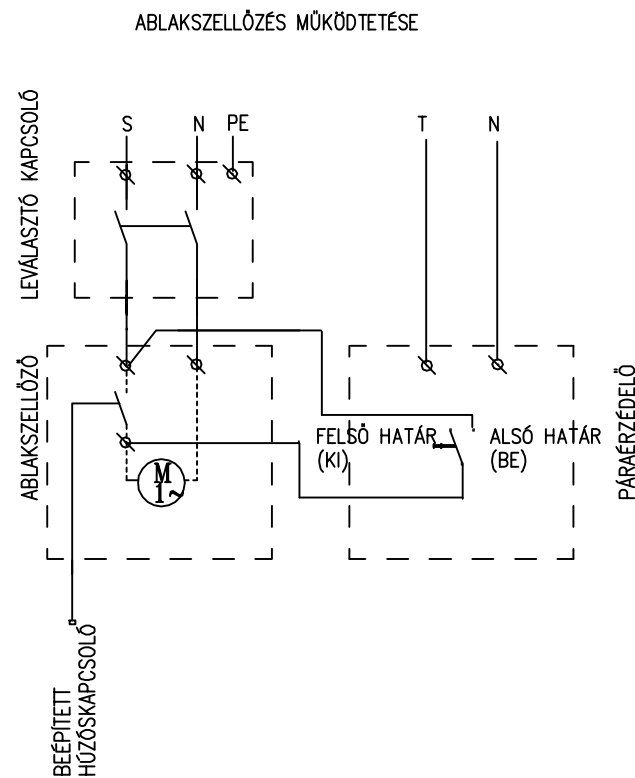 ABLAKSZELLŐZÉS MŰKÖDTETÉSE
S N PE T N
LEVÁLASZTÓ KAPCSOLÓ
ABLAKSZELLŐZŐ
M
1~
FELSŐ HATÁR
(KI)
ALSÓ HATÁR
(BE)
PÁRAÉRZÉDELŐ
BEÉPÍTETT
HÚZÓSKAPCSOLÓ